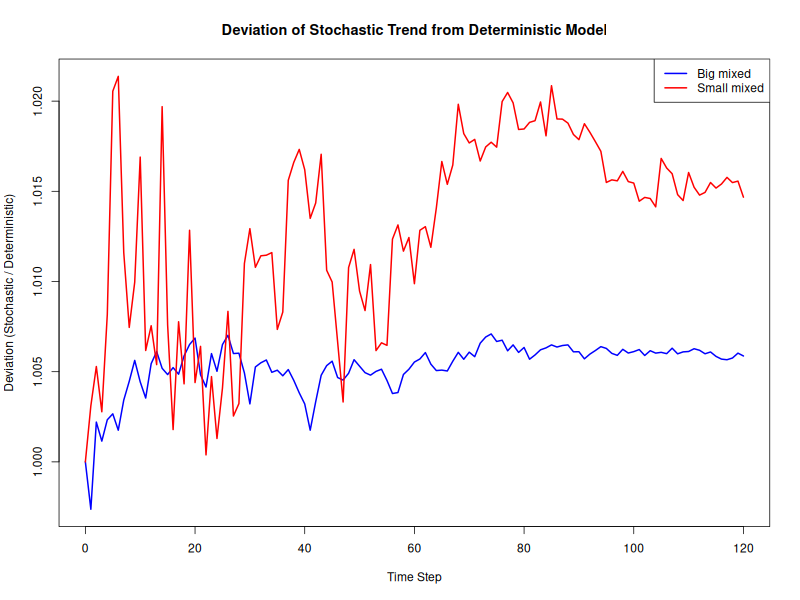 Deviation of Stochastic Trend from Deterministic Model
Big mixed
Small mixed
Deviation (Stochastic / Deterministic)
1.020
1.015
1.010
1.005
1.000
0 20 40 60 80 100 120
Time Step